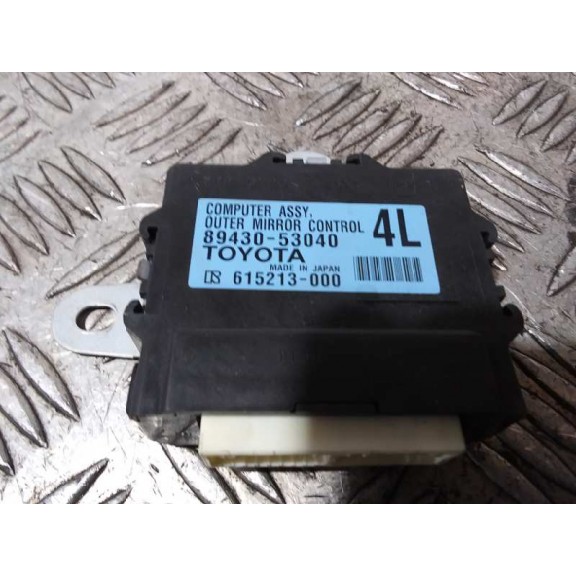 COMPUTER ASSY,
OUTER MIRROR CONTROL
89430-53040 4L
TOYOTA
MADE IN JAPAN
615213-000